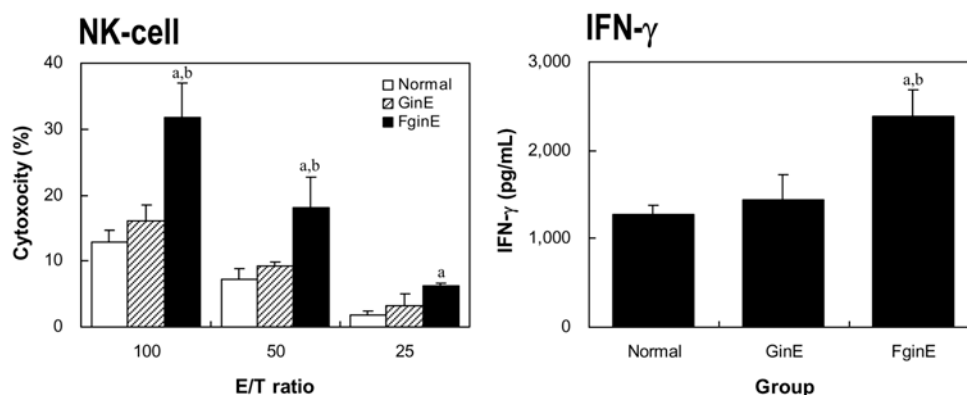 NK-cell
40
30
20
10
0
Cytoxocity (%)
a,b
a,b
a
Normal
GinE
FginE
100
50
25
E/T ratio
IFN-γ
3,000
2,000
1,000
0
IFN-γ (pg/mL)
a,b
Normal
GinE
FginE
Group